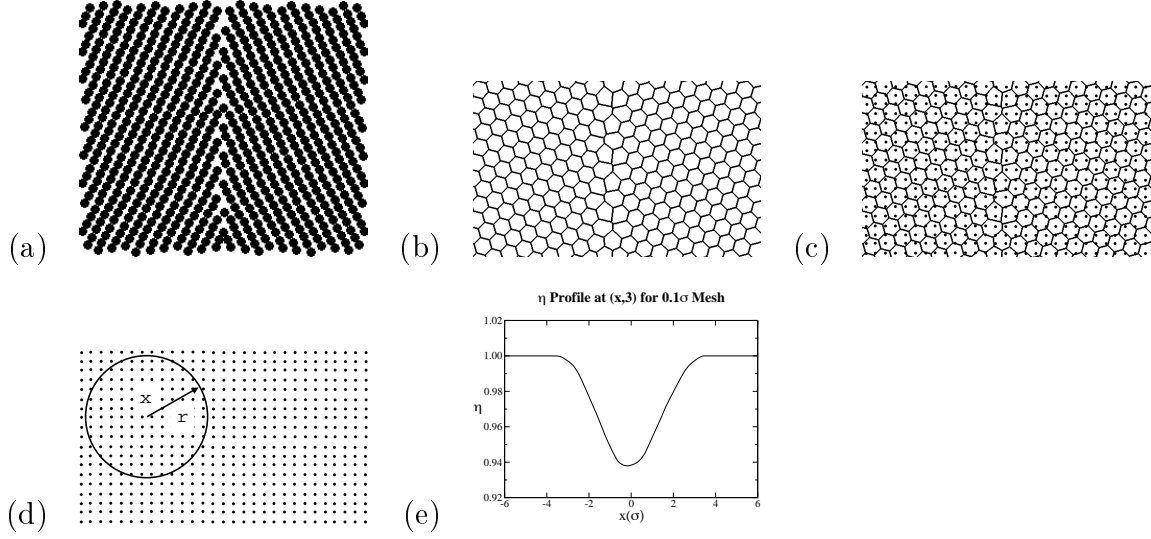 (a)
(b)
(c)
x
r
(d)
η Profile at (x,3) for 0.1σ Mesh
1.02
1.00
0.98
η
0.96
0.94
0.92
-6 -4 -2 0 2 4 6
x(σ)
(e)